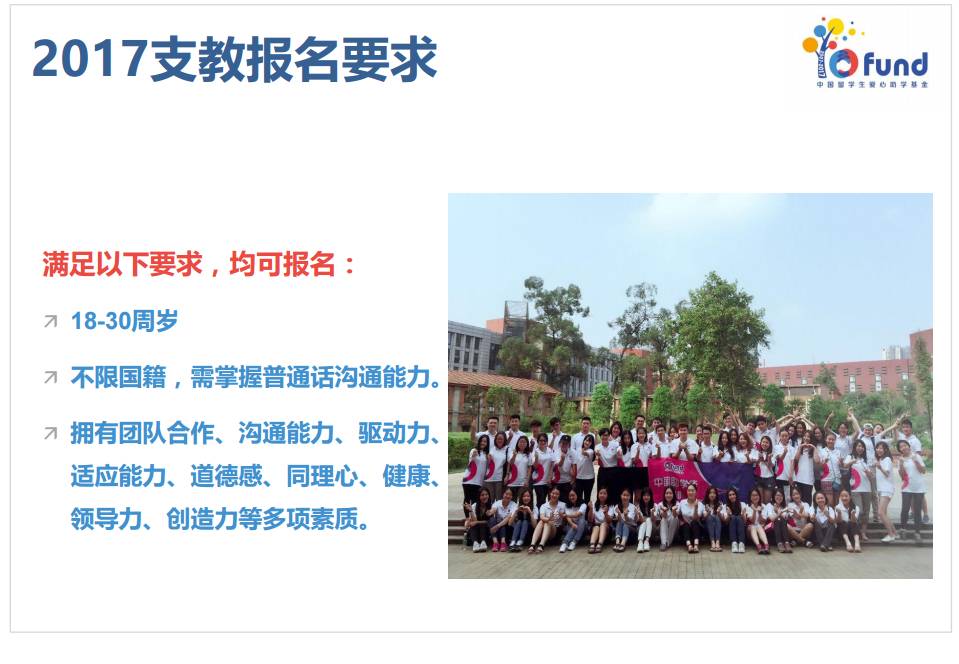 2017支教报名要求
fund
中国留学生爱心助学基金
满足以下要求，均可报名：
18-30周岁
不限国籍，需掌握普通话沟通能力。
拥有团队合作、沟通能力、驱动力、
适应能力、道德感、同理心、健康、
领导力、创造力等多项素质。